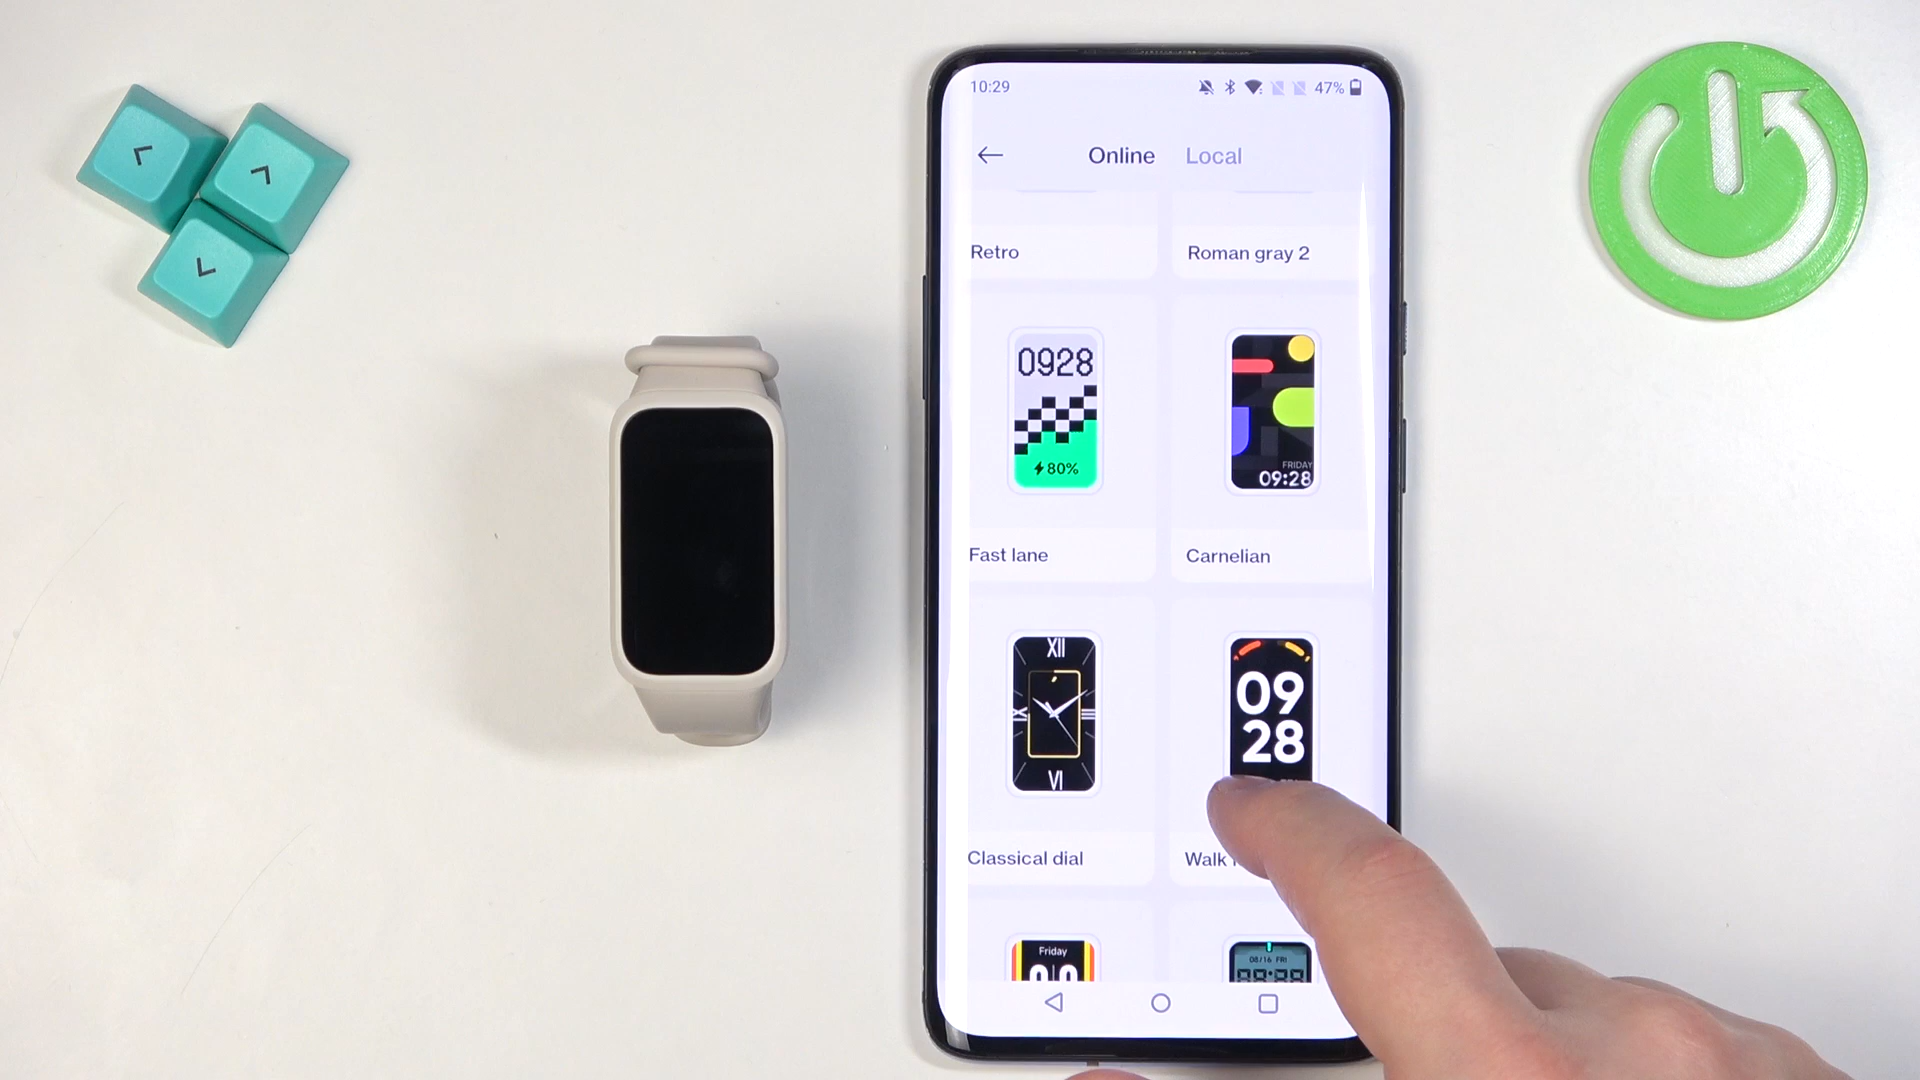 10:29
47%
Online Local
Retro Roman gray 2
0928
80%
FRIDAY
09:28
Fast lane Carnelian
XII
VI
09
28
Classical dial Walk
Friday
08/16 FRI